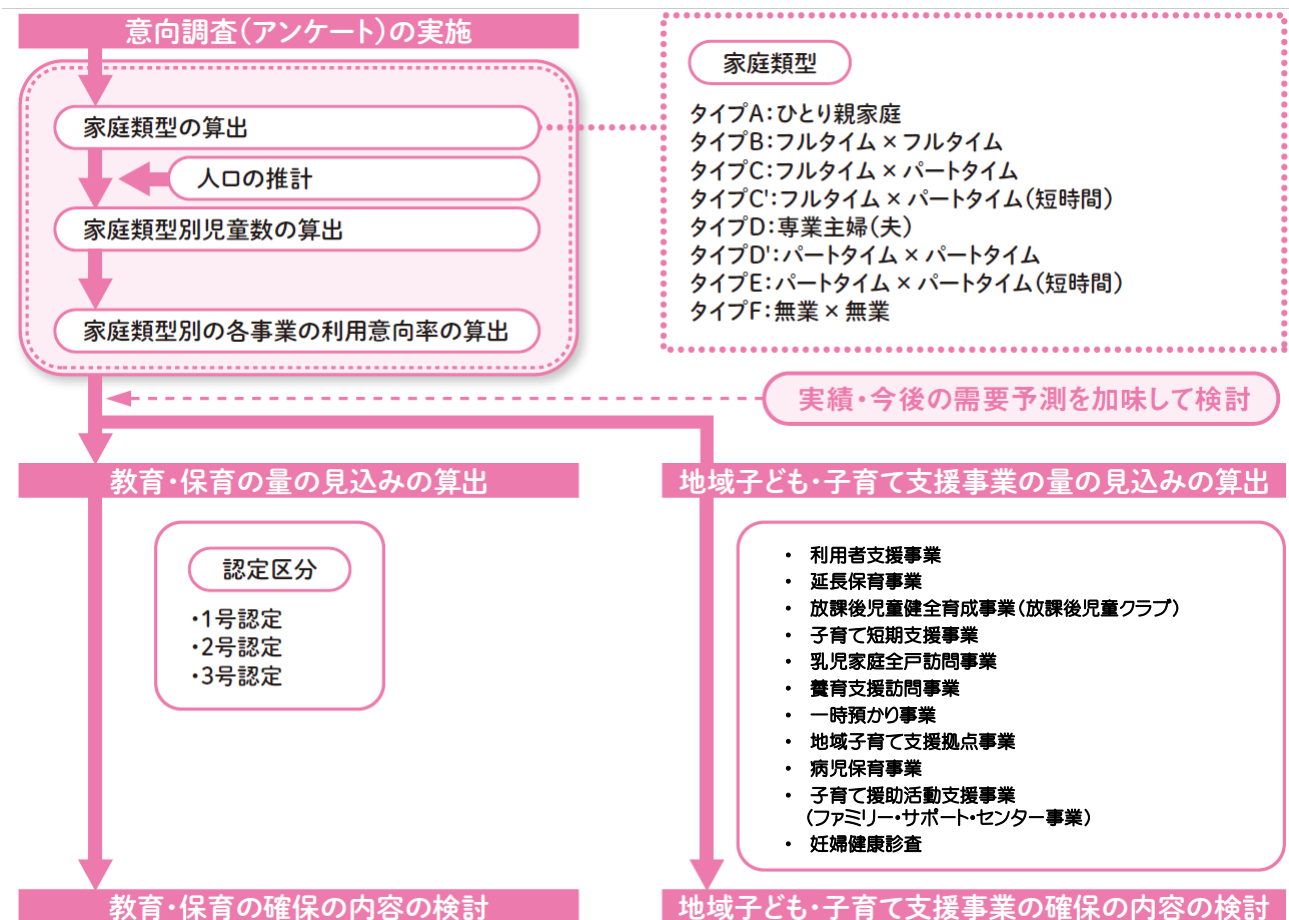 意向調査(アンケート)の実施
家庭類型の算出
人口の推計
家庭類型別児童数の算出
家庭類型別の各事業の利用意向率の算出
家庭類型
タイプA:ひとり親家庭
タイプB:フルタイム×フルタイム
タイプC:フルタイム×パートタイム
タイプC':フルタイム×パートタイム(短時間)
タイプD:専業主婦(夫)
タイプD':パートタイム×パートタイム
タイプE:パートタイム×パートタイム(短時間)
タイプF:無業×無業
実績・今後の需要予測を加味して検討
教育・保育の量の見込みの算出
認定区分
・1号認定
・2号認定
・3号認定
教育・保育の確保の内容の検討
地域子ども・子育て支援事業の量の見込みの算出
・ 利用者支援事業
・ 延長保育事業
・ 放課後児童健全育成事業(放課後児童クラブ)
・ 子育て短期支援事業
・ 乳児家庭全戸訪問事業
・ 養育支援訪問事業
・ 一時預かり事業
・ 地域子育て支援拠点事業
・ 病児保育事業
・ 子育て援助活動支援事業
(ファミリー・サポート・センター事業)
・ 妊婦健康診査
地域子ども・子育て支援事業の確保の内容の検討